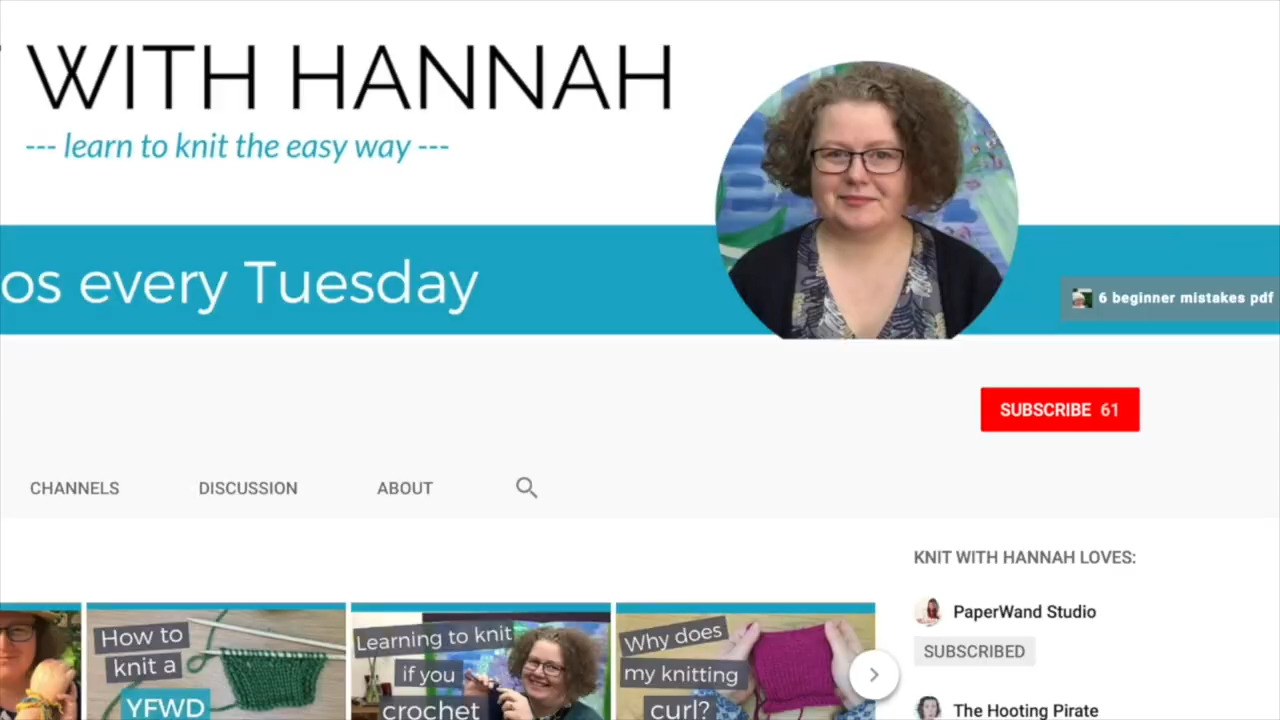 WITH HANNAH
--- learn to knit the easy way ---
os every Tuesday
6 beginner mistakes pdf
SUBSCRIBE 61
CHANNELS
DISCUSSION
ABOUT
KNIT WITH HANNAH LOVES:
PaperWand Studio
SUBSCRIBED
The Hooting Pirate
How to
knit a
YFWD
Learning to knit
if you
crochet
Why does
my knitting
curl?